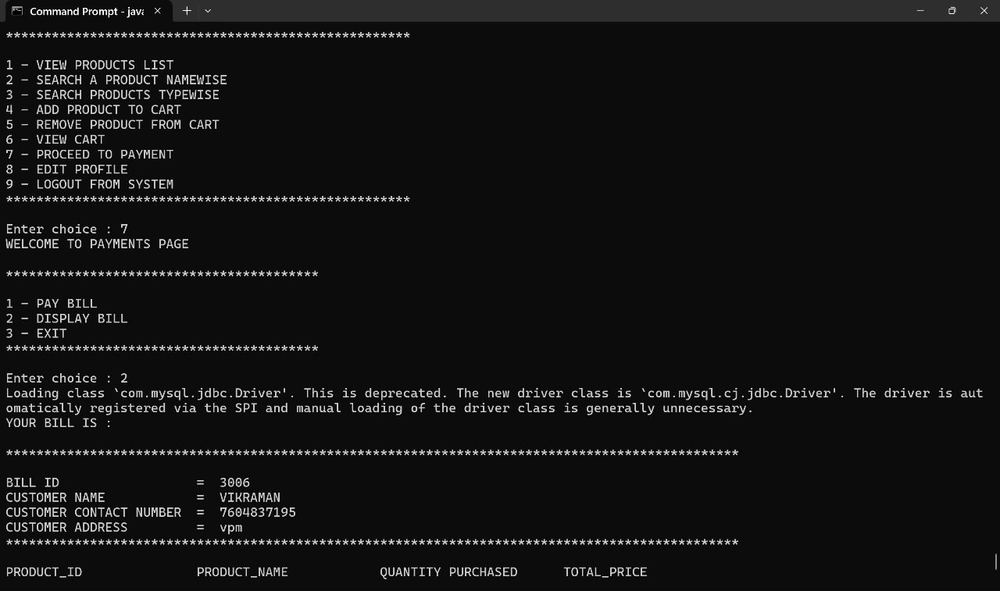 Command Prompt - java
*****************************************************
1 - VIEW PRODUCTS LIST
2 - SEARCH A PRODUCT NAMEWISE
3 - SEARCH PRODUCTS TYPEWISE
4 - ADD PRODUCT TO CART
5 - REMOVE PRODUCT FROM CART
6 - VIEW CART
7 - PROCEED TO PAYMENT
8 - EDIT PROFILE
9 - LOGOUT FROM SYSTEM
*****************************************************
Enter choice : 7
WELCOME TO PAYMENTS PAGE
*****************************************
1 - PAY BILL
2 - DISPLAY BILL
3 - EXIT
*****************************************
Enter choice : 2
Loading class `com.mysql.jdbc.Driver'. This is deprecated. The new driver class is `com.mysql.cj.jdbc.Driver'. The driver is aut
omatically registered via the SPI and manual loading of the driver class is generally unnecessary.
YOUR BILL IS :
************************************************************************************************
BILL ID                  =  3006
CUSTOMER NAME            =  VIKRAMAN
CUSTOMER CONTACT NUMBER  =  7604837195
CUSTOMER ADDRESS         =  vpm
************************************************************************************************
PRODUCT_ID               PRODUCT_NAME            QUANTITY PURCHASED      TOTAL_PRICE